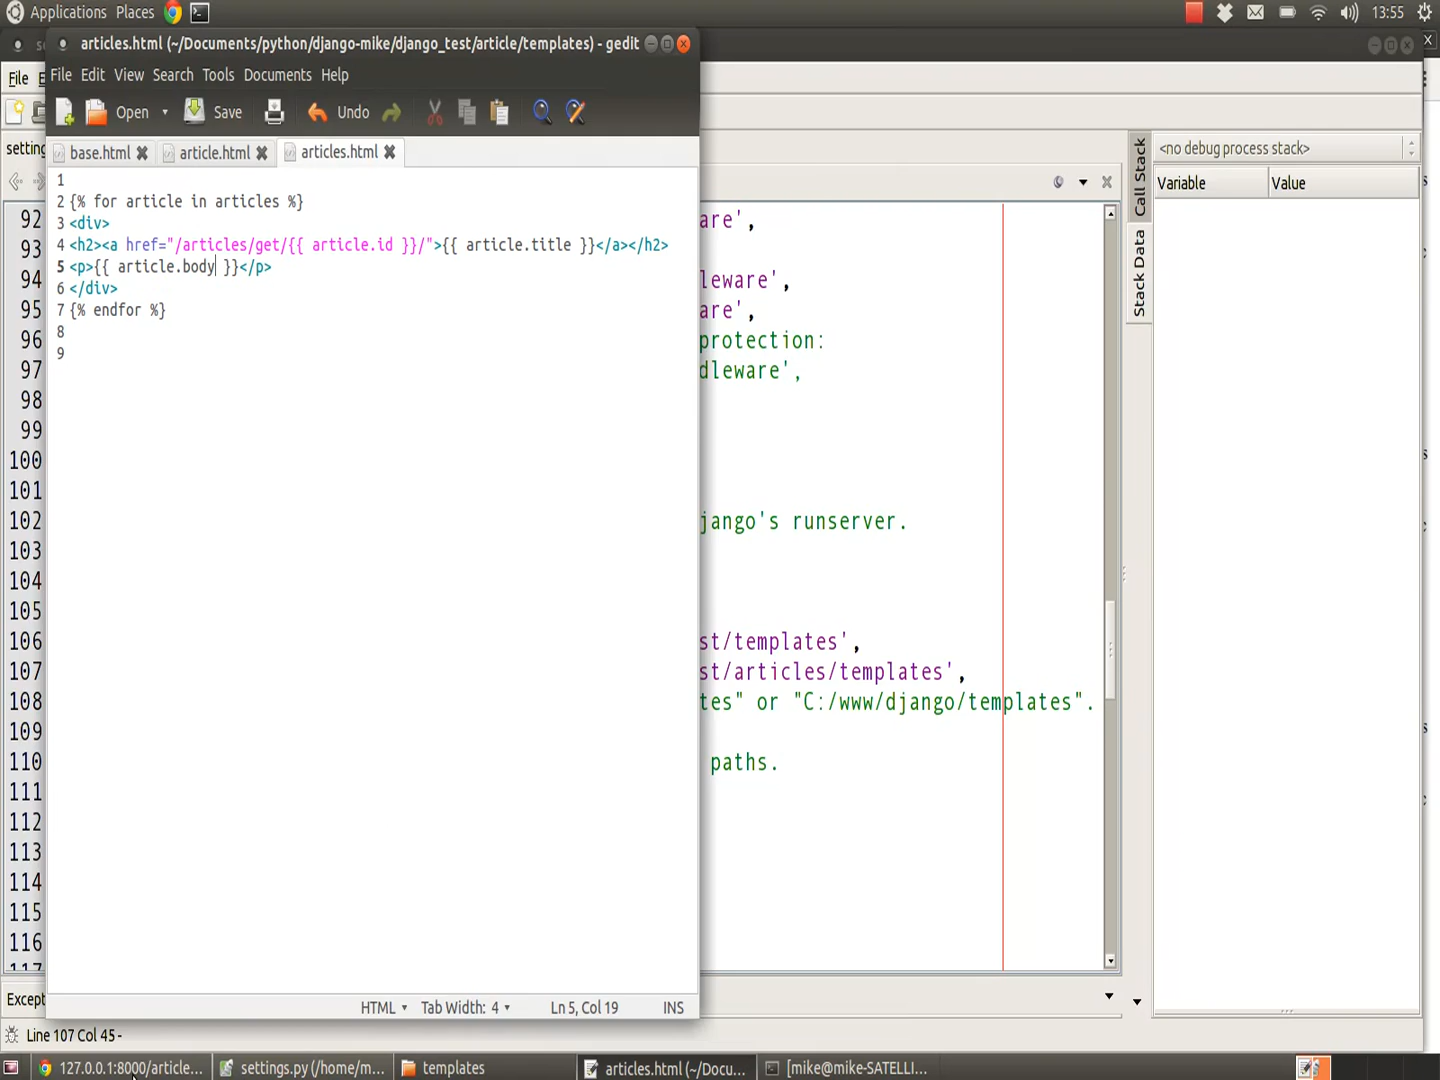 Applications Places 13:55
articles.html (~/Documents/python/django-mike/django_test/article/templates) - gedit
File Edit View Search Tools Documents Help
File
Open Save Undo
base.html article.html articles.html
<no debug process stack>
Variable Value
Call Stack
Stack Data
1
2 {% for article in articles %}
3 <div>
4 <h2><a href="/articles/get/{{ article.id }}/">{{ article.title }}</a></h2>
5 <p>{{ article.body }}</p>
6 </div>
7 {% endfor %}
8
9
92 are',
93
94 leware',
95 are',
96 protection:
97 dleware',
98
99
100
101
102 jango's runserver.
103
104
105
106 st/templates',
107 st/articles/templates',
108 tes" or "C:/www/django/templates".
109
110 paths.
111
112
113
114
115
116
HTML Tab Width: 4 Ln 5, Col 19 INS
Line 107 Col 45 -
127.0.0.1:8000/article... settings.py (/home/m... templates articles.html (~/Docu... [mike@mike-SATELLI...